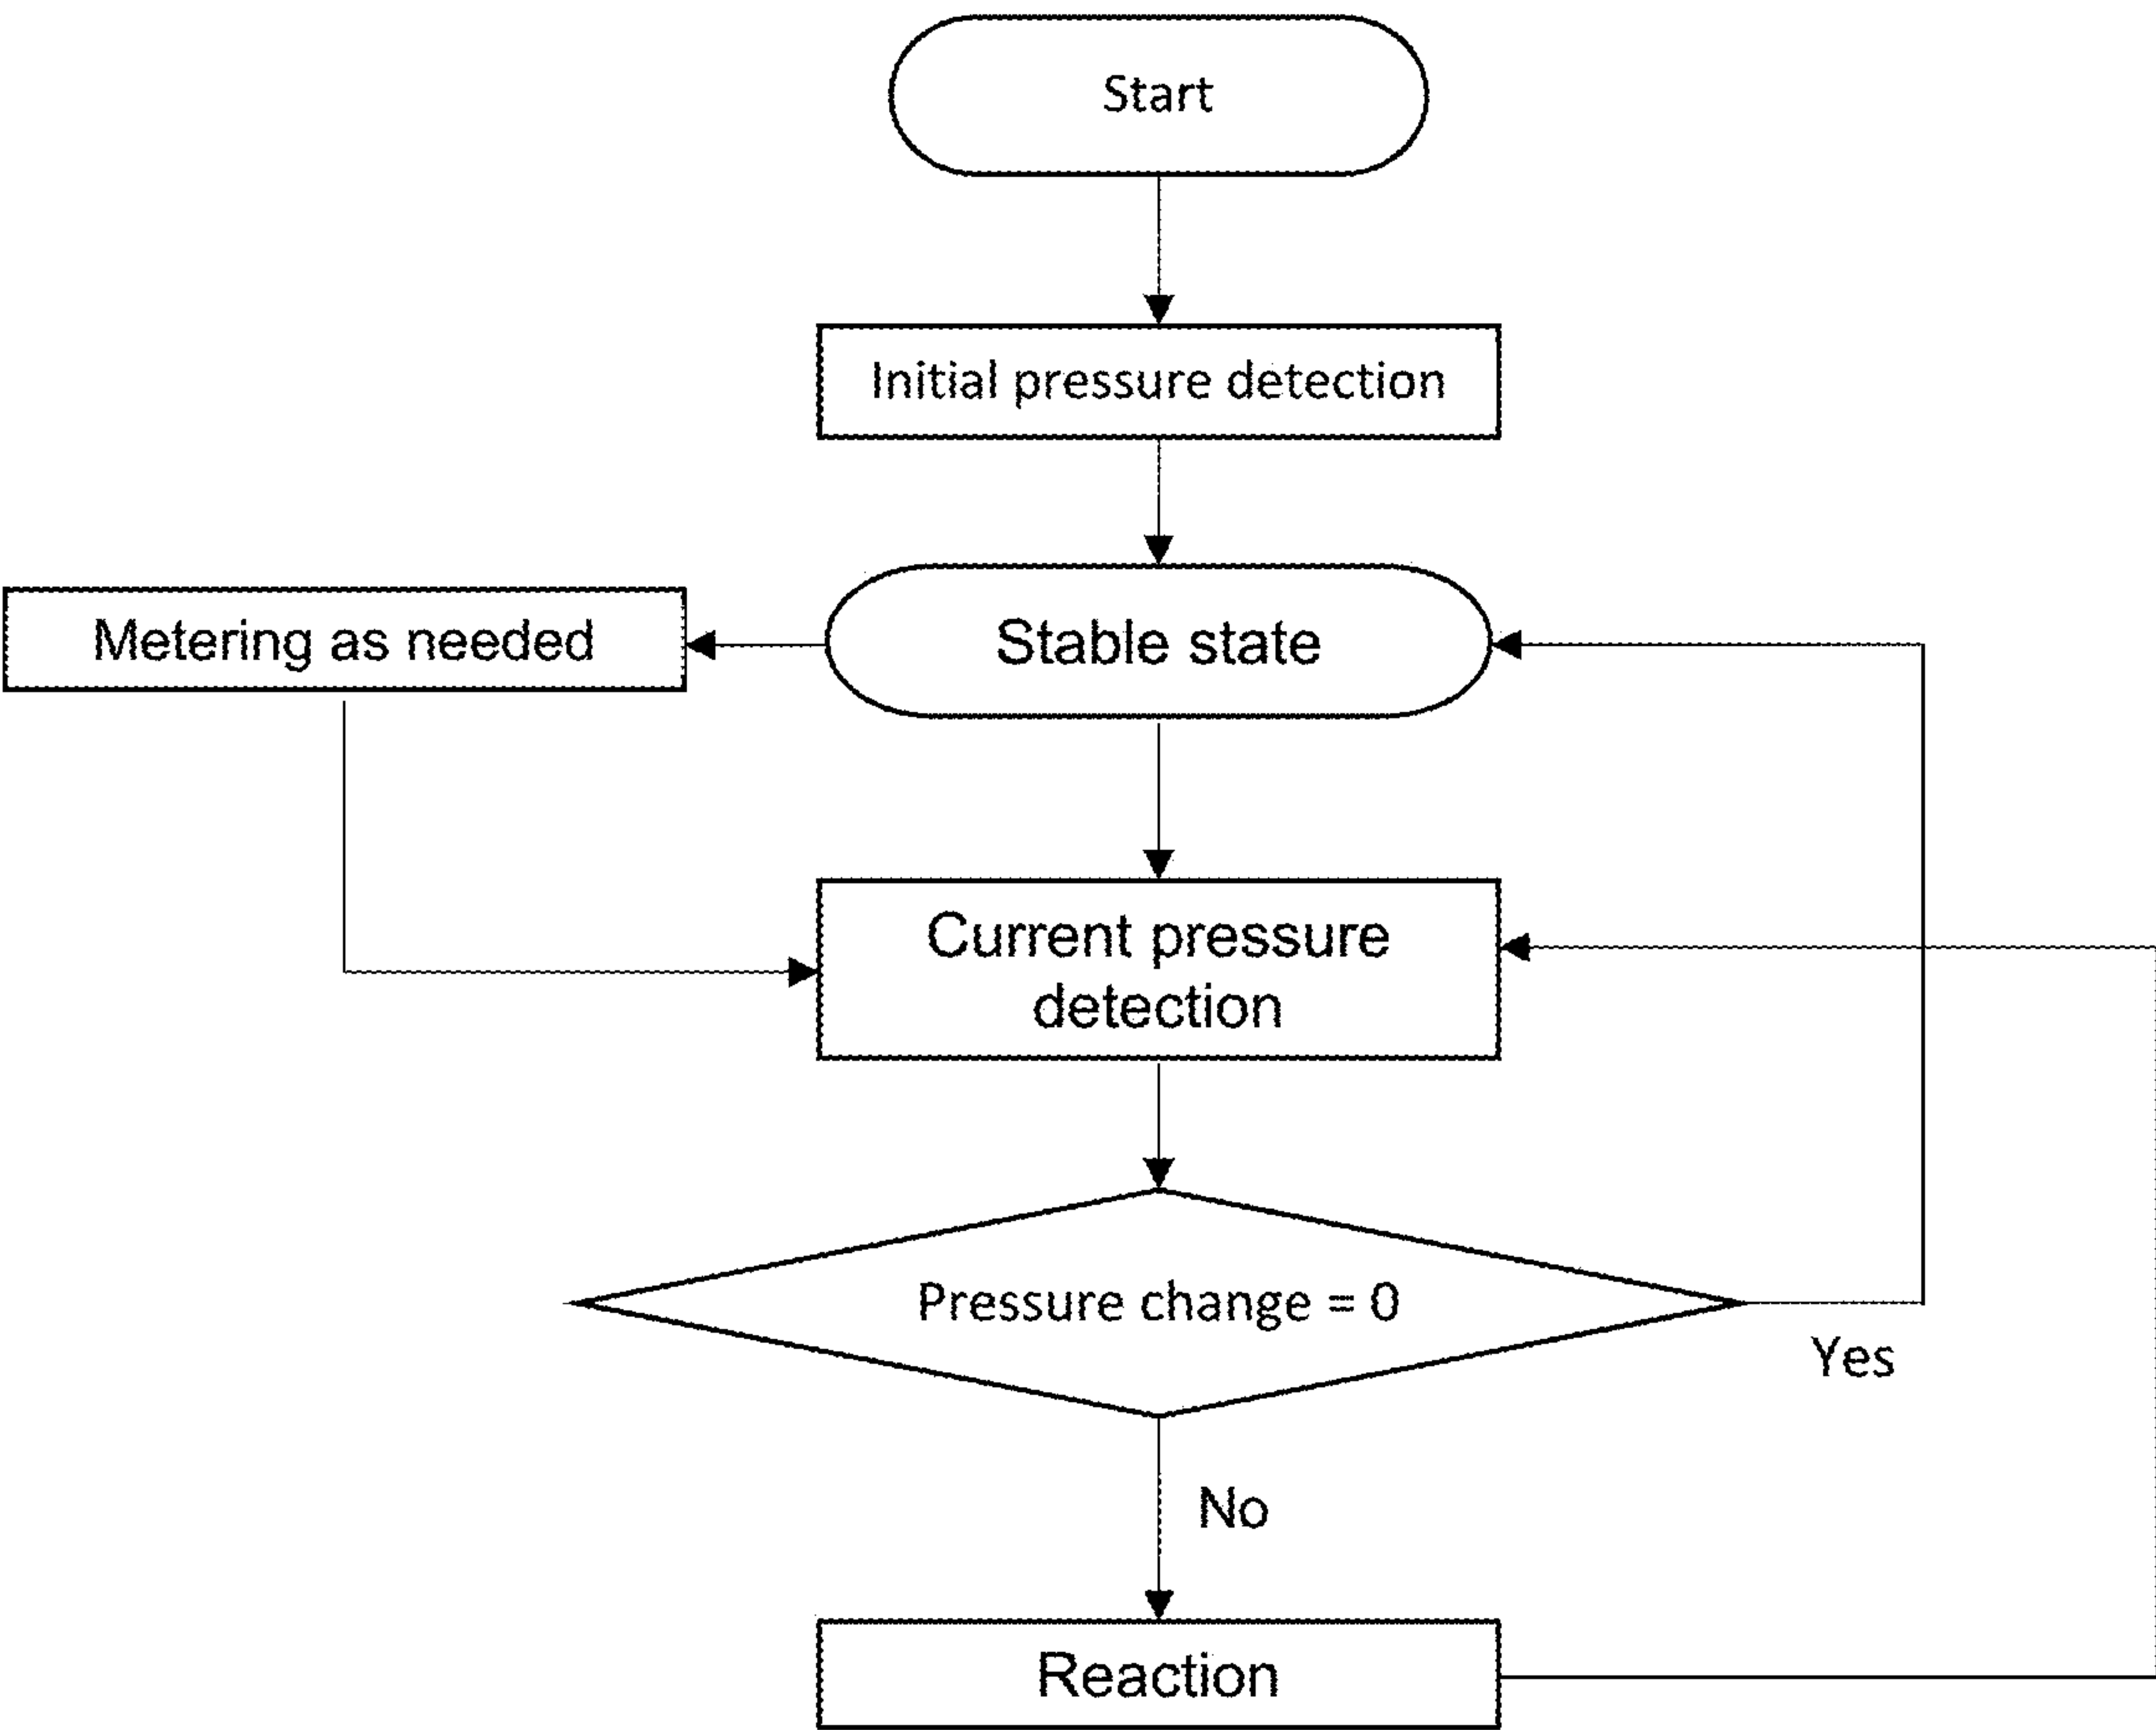 Start
Initial pressure detection
Metering as needed
Stable state
Current pressure
detection
Pressure change = 0
Yes
No
Reaction